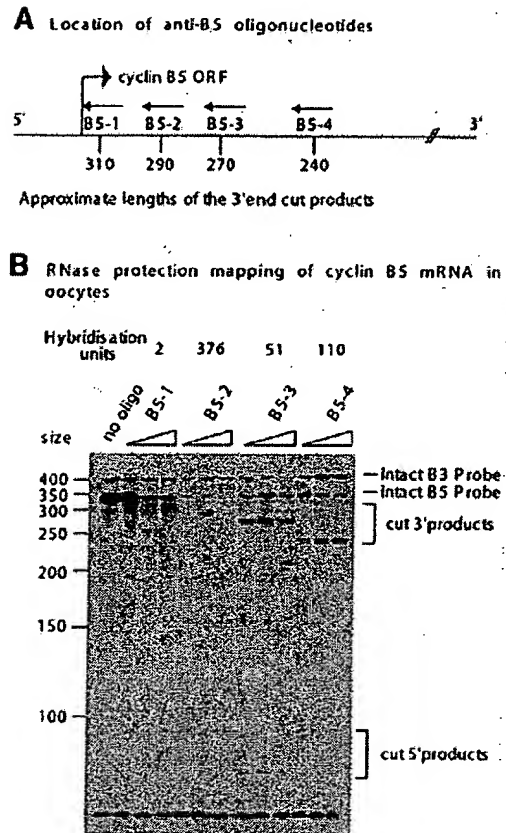 A Location of anti-B5 oligonucleotides
cyclin B5 ORF
5' B5-1 B5-2 B5-3 B5-4 3'
310 290 270 240
Approximate lengths of the 3'end cut products
B RNase protection mapping of cyclin B5 mRNA in
oocytes
Hybridisation
units
2 376 51 110
no oligo B5-1 B5-2 B5-3 B5-4
size
400
350
300
250
200
150
100
Intact B3 Probe
Intact B5 Probe
cut 3'products
cut 5'products